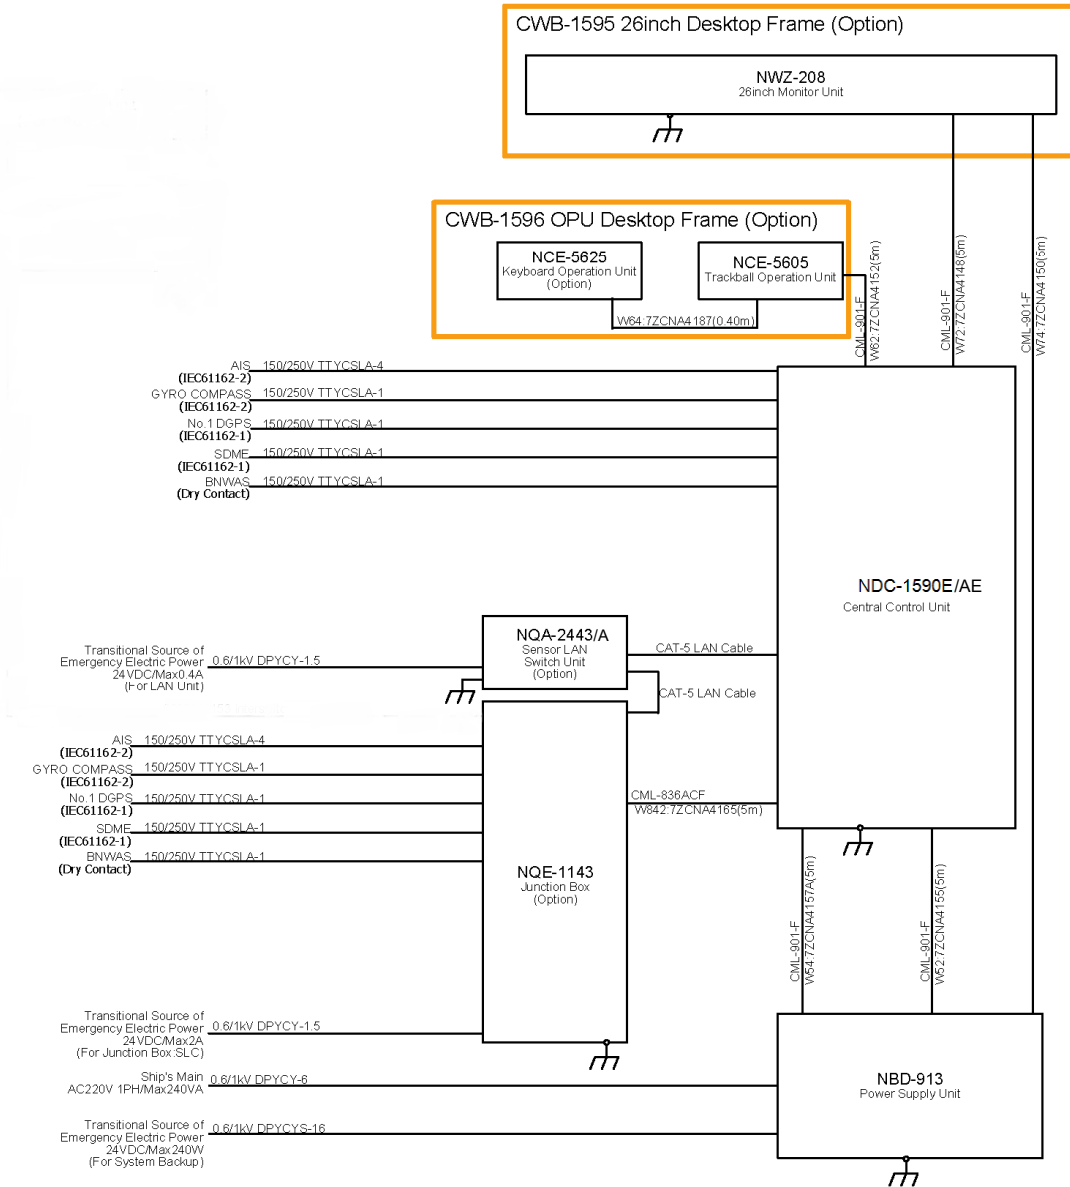 CWB-1595 26inch Desktop Frame (Option)
NWZ-208
26inch Monitor Unit
CWB-1596 OPU Desktop Frame (Option)
NCE-5625
Keyboard Operation Unit
(Option)
NCE-5605
Trackball Operation Unit
W64:7ZCNA4187(0.40m)
CML-901-F
W62:7ZCNA4152(5m)
CML-901-F
W72:7ZCNA4148(5m)
CML-901-F
W74:7ZCNA4150(5m)
AIS 150/250V TTYCSLA-4
(IEC61162-2)
GYRO COMPASS 150/250V TTYCSLA-1
(IEC61162-2)
No.1 DGPS 150/250V TTYCSLA-1
(IEC61162-1)
SDME 150/250V TTYCSLA-1
(IEC61162-1)
BNWAS 150/250V TTYCSLA-1
(Dry Contact)
NDC-1590E/AE
Central Control Unit
NQA-2443/A
Sensor LAN
Switch Unit
(Option)
CAT-5 LAN Cable
CAT-5 LAN Cable
Transitional Source of
Emergency Electric Power 0.6/1kV DPYCY-1.5
24VDC/Max0.4A
(For LAN Unit)
AIS 150/250V TTYCSLA-4
(IEC61162-2)
GYRO COMPASS 150/250V TTYCSLA-1
(IEC61162-2)
No.1 DGPS 150/250V TTYCSLA-1
(IEC61162-1)
SDME 150/250V TTYCSLA-1
(IEC61162-1)
BNWAS 150/250V TTYCSLA-1
(Dry Contact)
CML-836ACF
W842:7ZCNA4165(5m)
NQE-1143
Junction Box
(Option)
CML-901-F
W54:7ZCNA4157A(5m)
CML-901-F
W52:7ZCNA4155(5m)
Transitional Source of
Emergency Electric Power 0.6/1kV DPYCY-1.5
24VDC/Max2A
(For Junction Box:SLC)
Ship's Main 0.6/1kV DPYCY-6
AC220V 1PH/Max240VA
NBD-913
Power Supply Unit
Transitional Source of
Emergency Electric Power 0.6/1kV DPYCYS-16
24VDC/Max240W
(For System Backup)